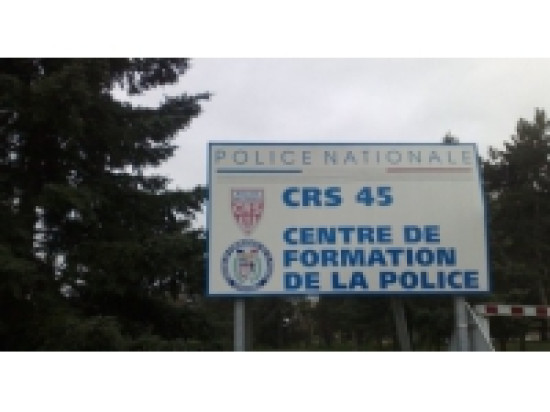 POLICE NATIONALE
CRS 45
CENTRE DE
FORMATION
DE LA POLICE